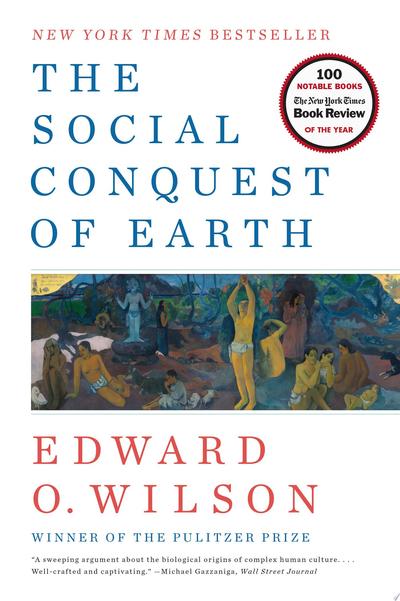 NEW YORK TIMES BESTSELLER
THE
SOCIAL
CONQUEST
OF EARTH
100
NOTABLE BOOKS
The New York Times
Book Review
OF THE YEAR
EDWARD
O. WILSON
WINNER OF THE PULITZER PRIZE
“A sweeping argument about the biological origins of complex human culture. . . .
Well-crafted and captivating.” —Michael Gazzaniga, Wall Street Journal